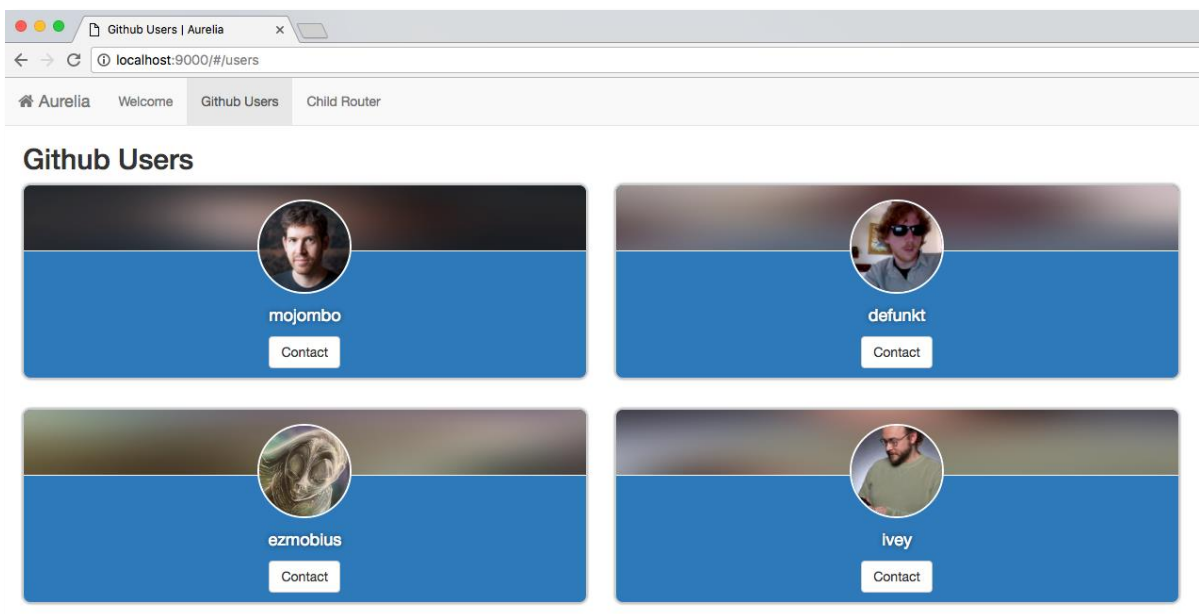 Github Users | Aurelia
localhost:9000/#/users
Aurelia Welcome Github Users Child Router
Github Users
mojombo
Contact
defunkt
Contact
ezmobius
Contact
ivey
Contact